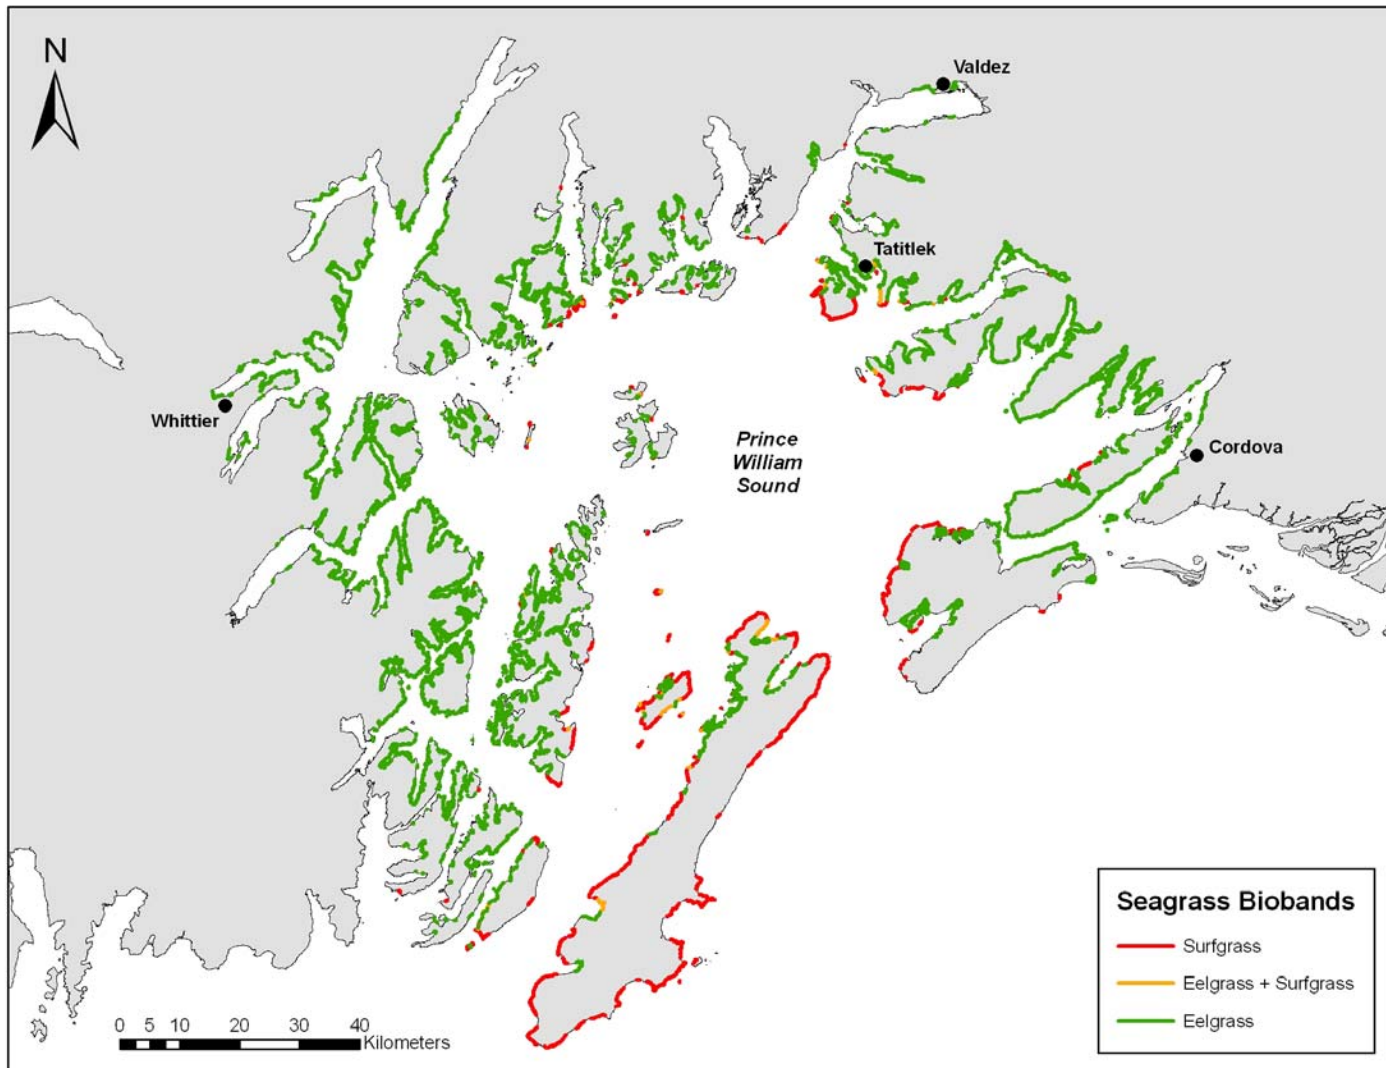 N
Valdez
Tatitlek
Whittier
Prince
William
Sound
Cordova
Seagrass Biobands
Surfgrass
Eelgrass + Surfgrass
Eelgrass
0 5 10 20 30 40
Kilometers